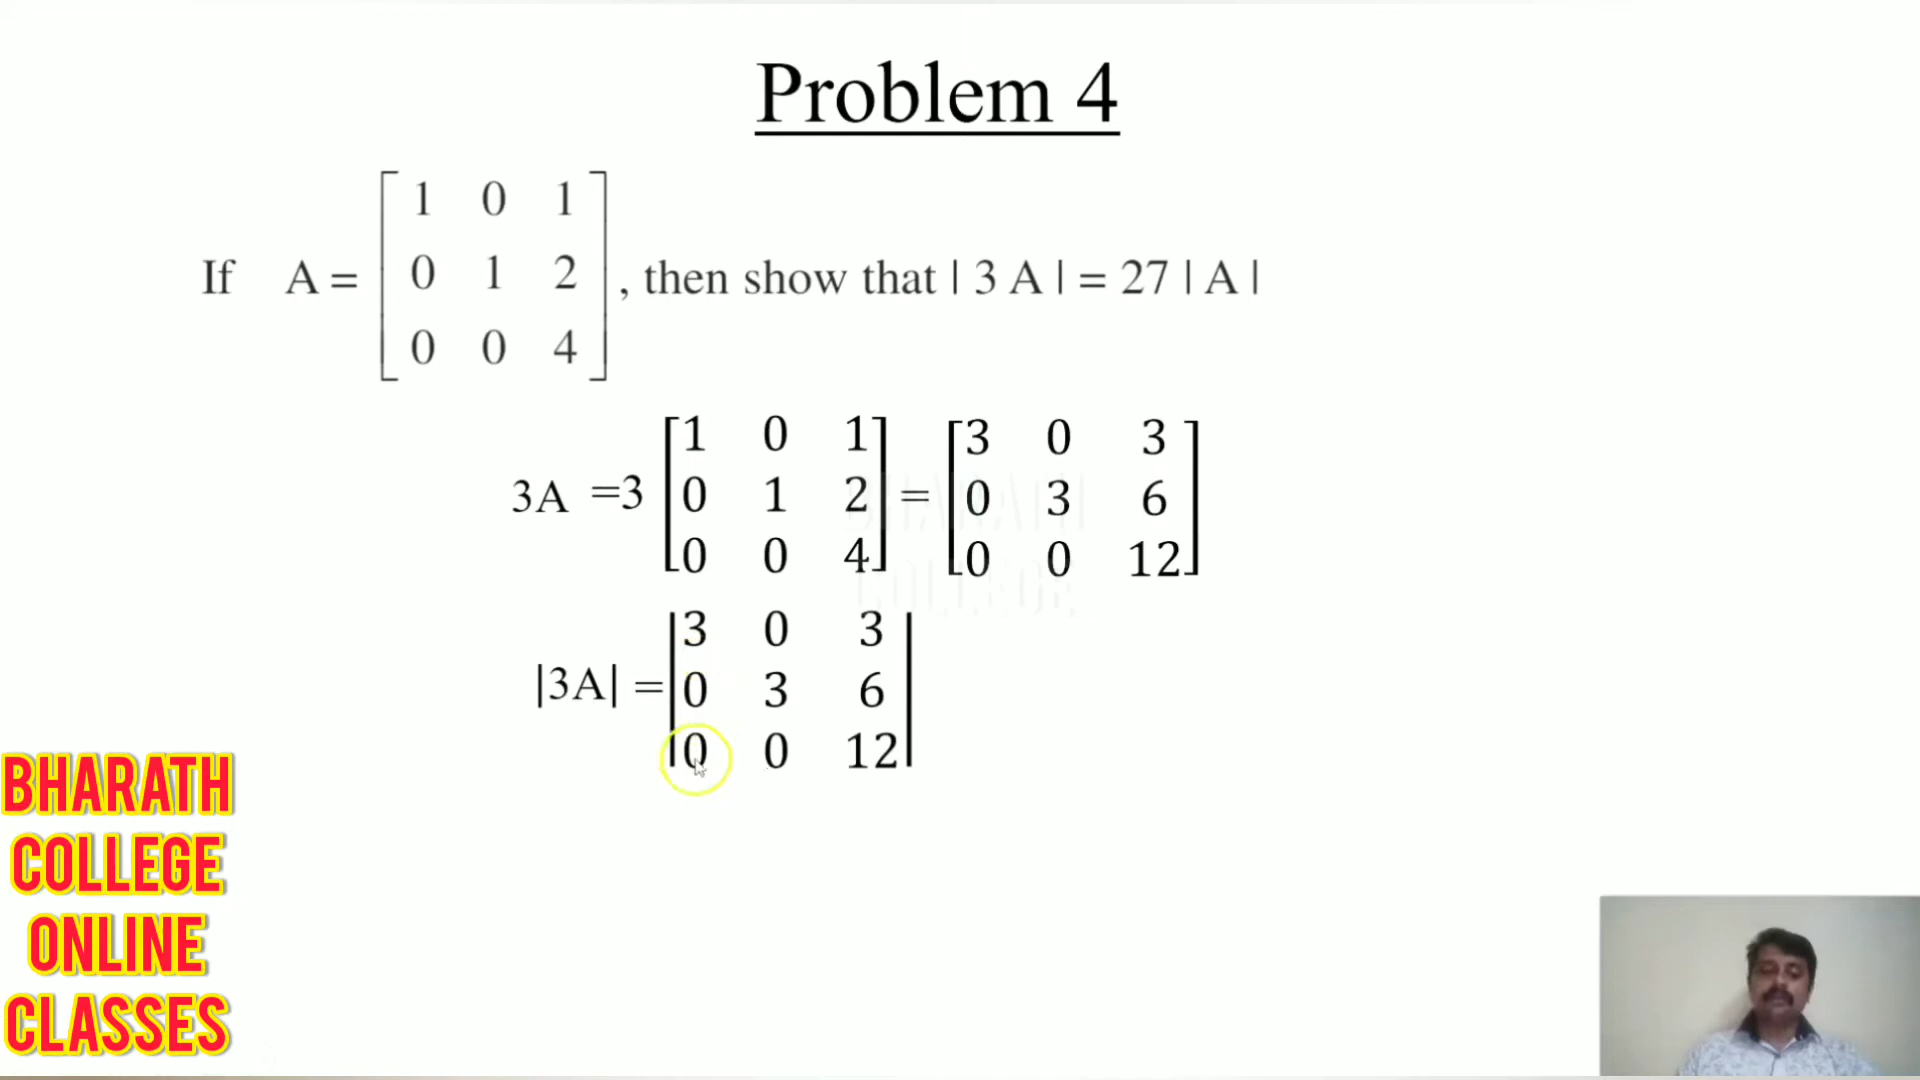 Problem 4
1 0 1
If A = 0 1 2 , then show that | 3 A | = 27 | A |
0 0 4
1 0 1 3 0 3
3A =3 0 1 2 = 0 3 6
0 0 4 0 0 12
3 0 3
|3A| = 0 3 6
0 0 12
BHARATH
COLLEGE
BHARATH
COLLEGE
ONLINE
CLASSES